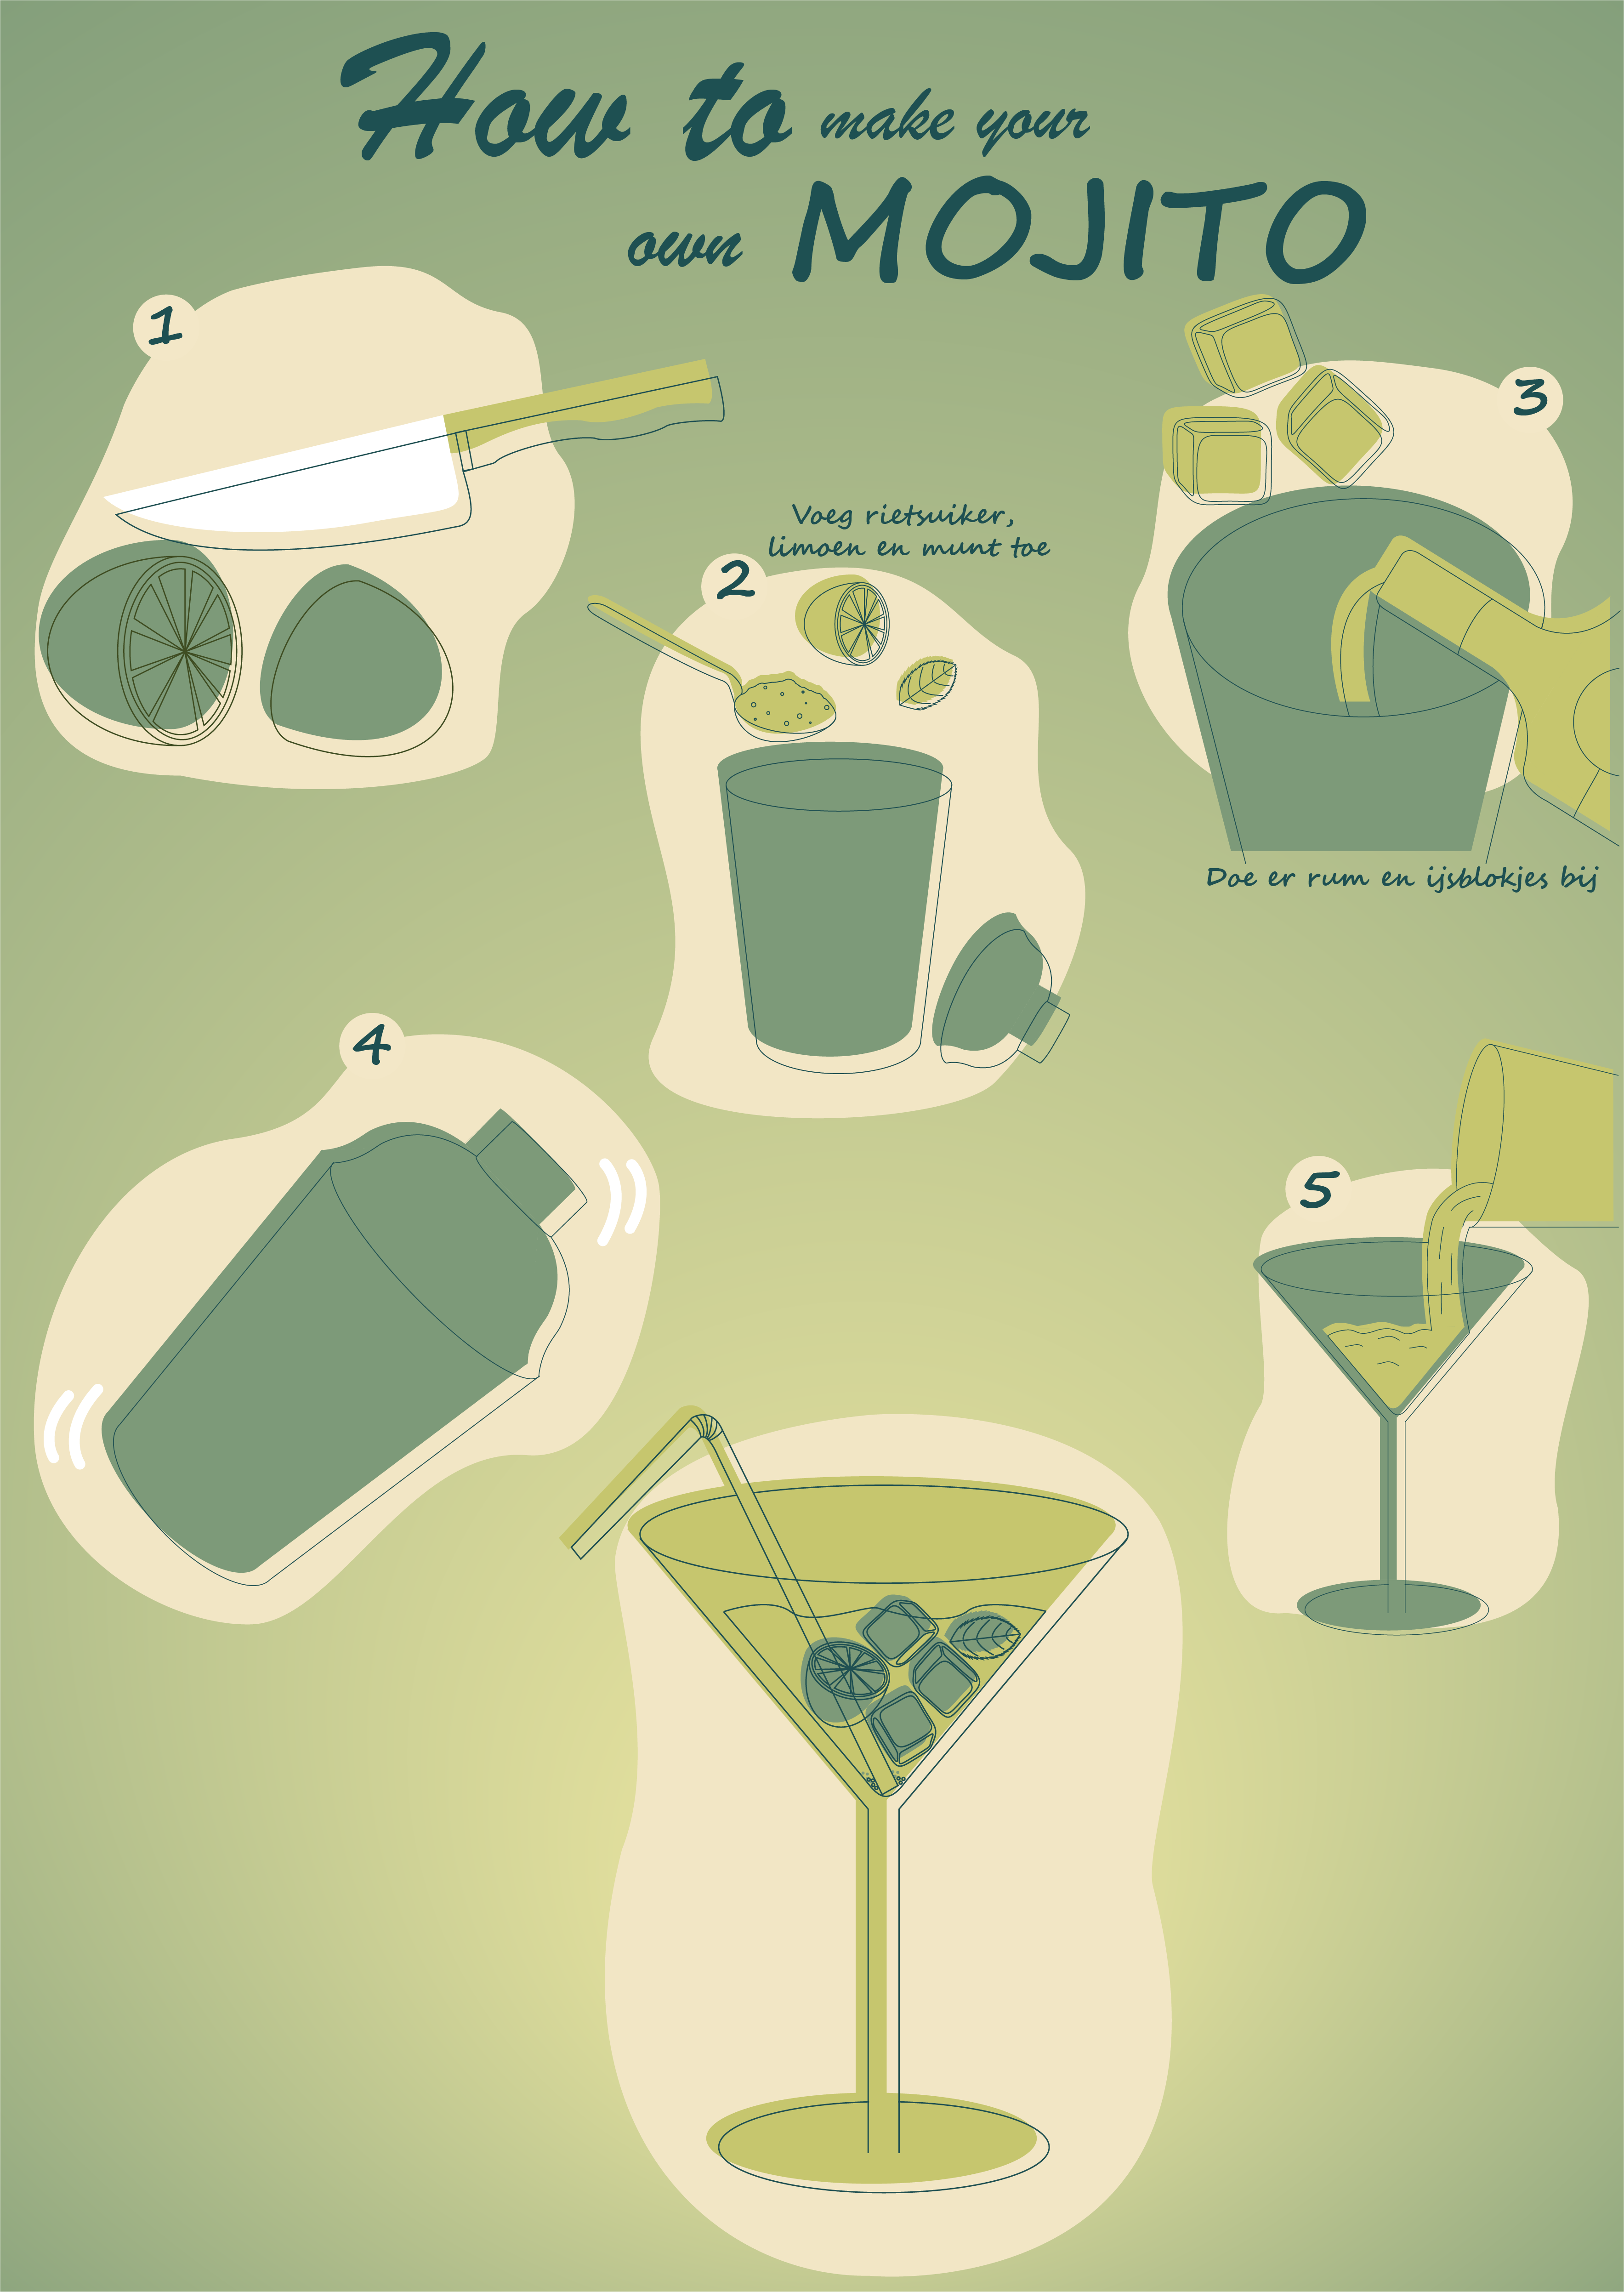 How to make your
own MOJITO
1
2
Voeg rietsuiker,
limoen en munt toe
3
Doe er rum en ijsblokjes bij
4
5